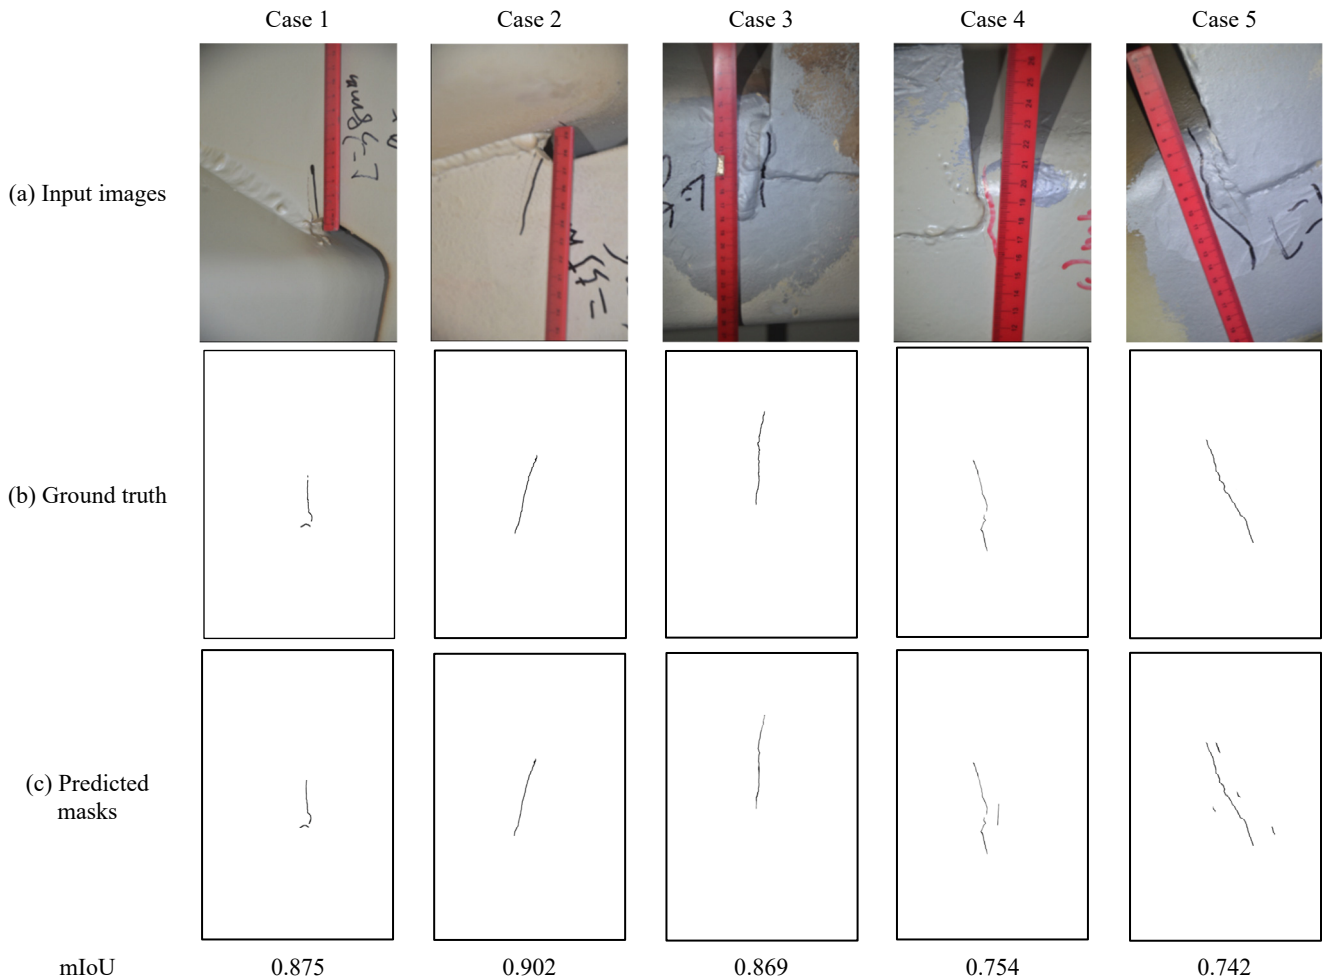 Case 1
Case 2
Case 3
Case 4
Case 5
(a) Input images
(b) Ground truth
(c) Predicted
masks
mIoU
0.875
0.902
0.869
0.754
0.742